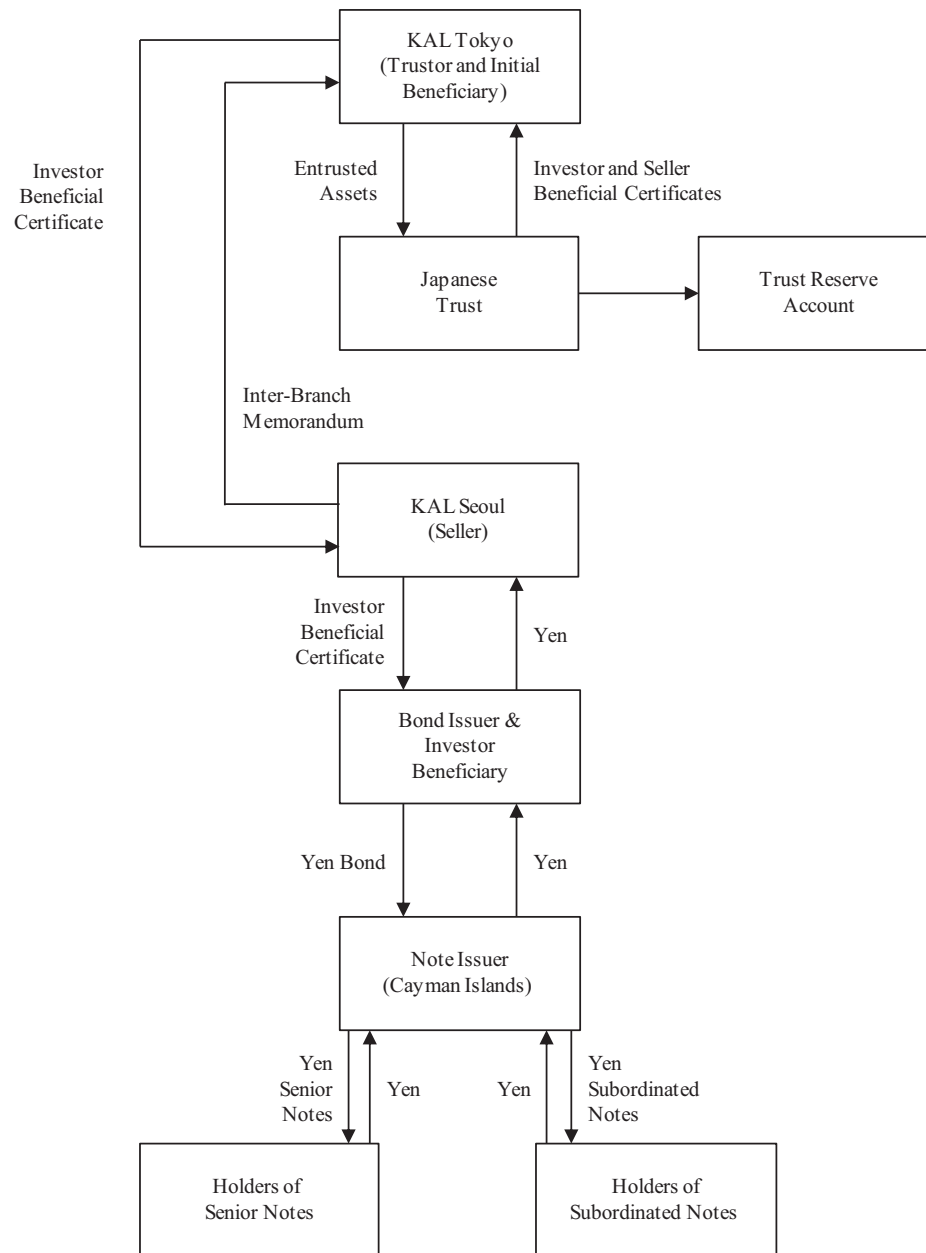 KAL Tokyo
(Trustor and Initial
Beneficiary)
Investor
Beneficial
Certificate
Entrusted
Assets
Investor and Seller
Beneficial Certificates
Japanese
Trust
Trust Reserve
Account
Inter-Branch
Memorandum
KAL Seoul
(Seller)
Investor
Beneficial
Certificate
Yen
Bond Issuer &
Investor
Beneficiary
Yen Bond
Yen
Note Issuer
(Cayman Islands)
Yen
Senior
Notes
Yen
Yen
Yen
Subordinated
Notes
Holders of
Senior Notes
Holders of
Subordinated Notes